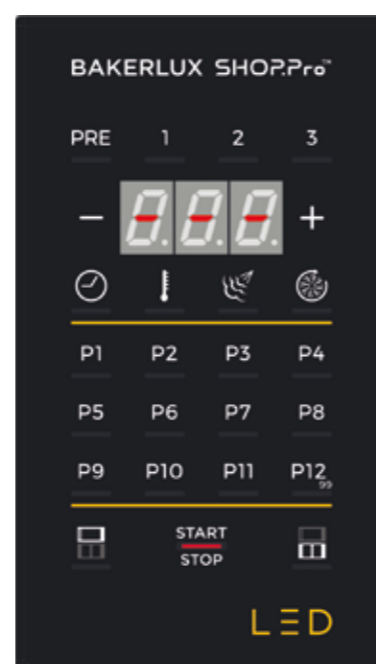 BAKERLUX SHOP.Pro™
PRE 1 2 3
− --- +
P1 P2 P3 P4
P5 P6 P7 P8
P9 P10 P11 P12
99
START
STOP
LED